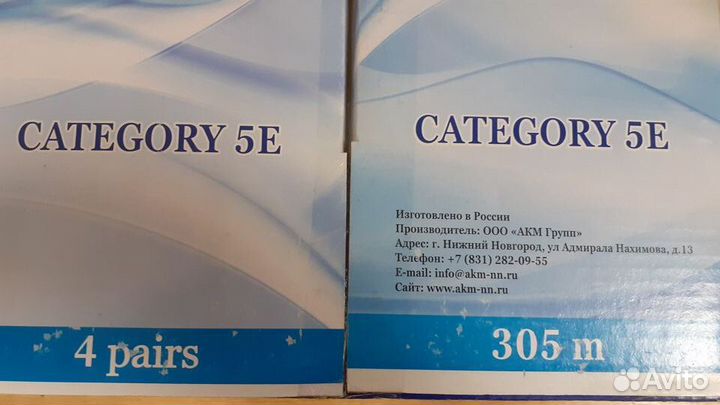 CATEGORY 5E
4 pairs
CATEGORY 5E
Изготовлено в России
Производитель: ООО «АКМ Групп»
Адрес: г. Нижний Новгород, ул Адмирала Нахимова, д.13
Телефон: +7 (831) 282-09-55
E-mail: info@akm-nn.ru
Сайт: www.akm-nn.ru
305 m
Avito